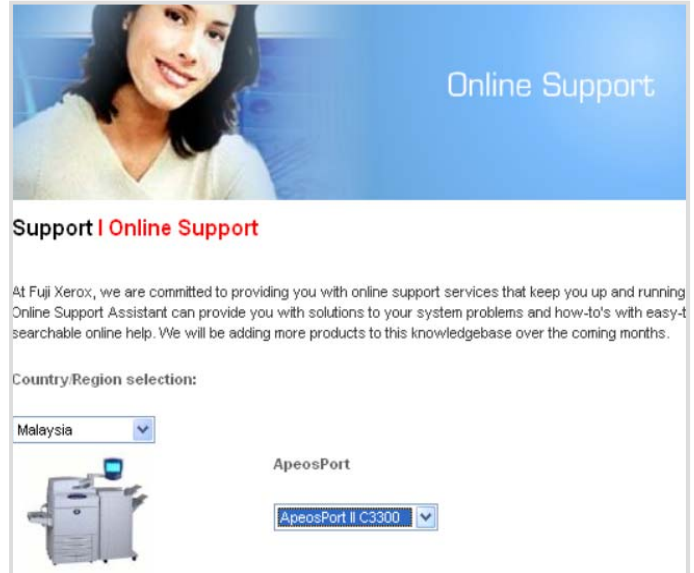 Online Support
Support | Online Support
At Fuji Xerox, we are committed to providing you with online support services that keep you up and running
Online Support Assistant can provide you with solutions to your system problems and how-to's with easy-t
searchable online help. We will be adding more products to this knowledgebase over the coming months.
Country/Region selection:
Malaysia
ApeosPort
ApeosPort II C3300